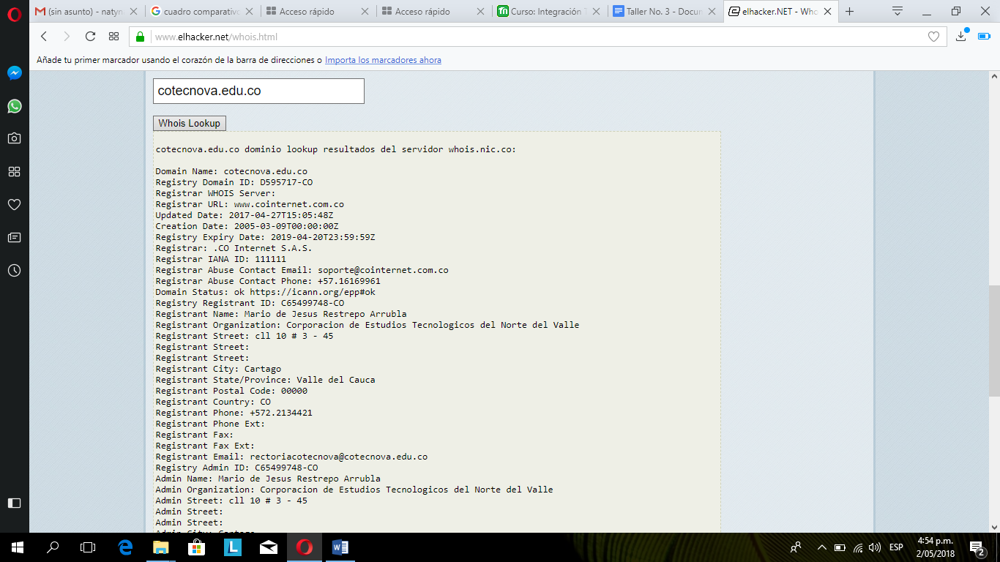 (sin asunto) - natyn
cuadro comparativo
Acceso rápido
Acceso rápido
Curso: Integración T
Taller No. 3 - Docun
elhacker.NET - Who
www.elhacker.net/whois.html
Añade tu primer marcador usando el corazón de la barra de direcciones o Importa los marcadores ahora
cotecnova.edu.co
Whois Lookup
cotecnova.edu.co dominio lookup resultados del servidor whois.nic.co:
Domain Name: cotecnova.edu.co
Registry Domain ID: D595717-CO
Registrar WHOIS Server:
Registrar URL: www.cointernet.com.co
Updated Date: 2017-04-27T15:05:48Z
Creation Date: 2005-03-09T00:00:00Z
Registry Expiry Date: 2019-04-20T23:59:59Z
Registrar: .CO Internet S.A.S.
Registrar IANA ID: 111111
Registrar Abuse Contact Email: soporte@cointernet.com.co
Registrar Abuse Contact Phone: +57.16169961
Domain Status: ok https://icann.org/epp#ok
Registry Registrant ID: C65499748-CO
Registrant Name: Mario de Jesus Restrepo Arrubla
Registrant Organization: Corporacion de Estudios Tecnologicos del Norte del Valle
Registrant Street: cll 10 # 3 - 45
Registrant Street:
Registrant Street:
Registrant City: Cartago
Registrant State/Province: Valle del Cauca
Registrant Postal Code: 00000
Registrant Country: CO
Registrant Phone: +572.2134421
Registrant Phone Ext:
Registrant Fax:
Registrant Fax Ext:
Registrant Email: rectoriacotecnova@cotecnova.edu.co
Registry Admin ID: C65499748-CO
Admin Name: Mario de Jesus Restrepo Arrubla
Admin Organization: Corporacion de Estudios Tecnologicos del Norte del Valle
Admin Street: cll 10 # 3 - 45
Admin Street:
Admin Street:
Admin City: Cartago
ESP
4:54 p.m.
2/05/2018
2